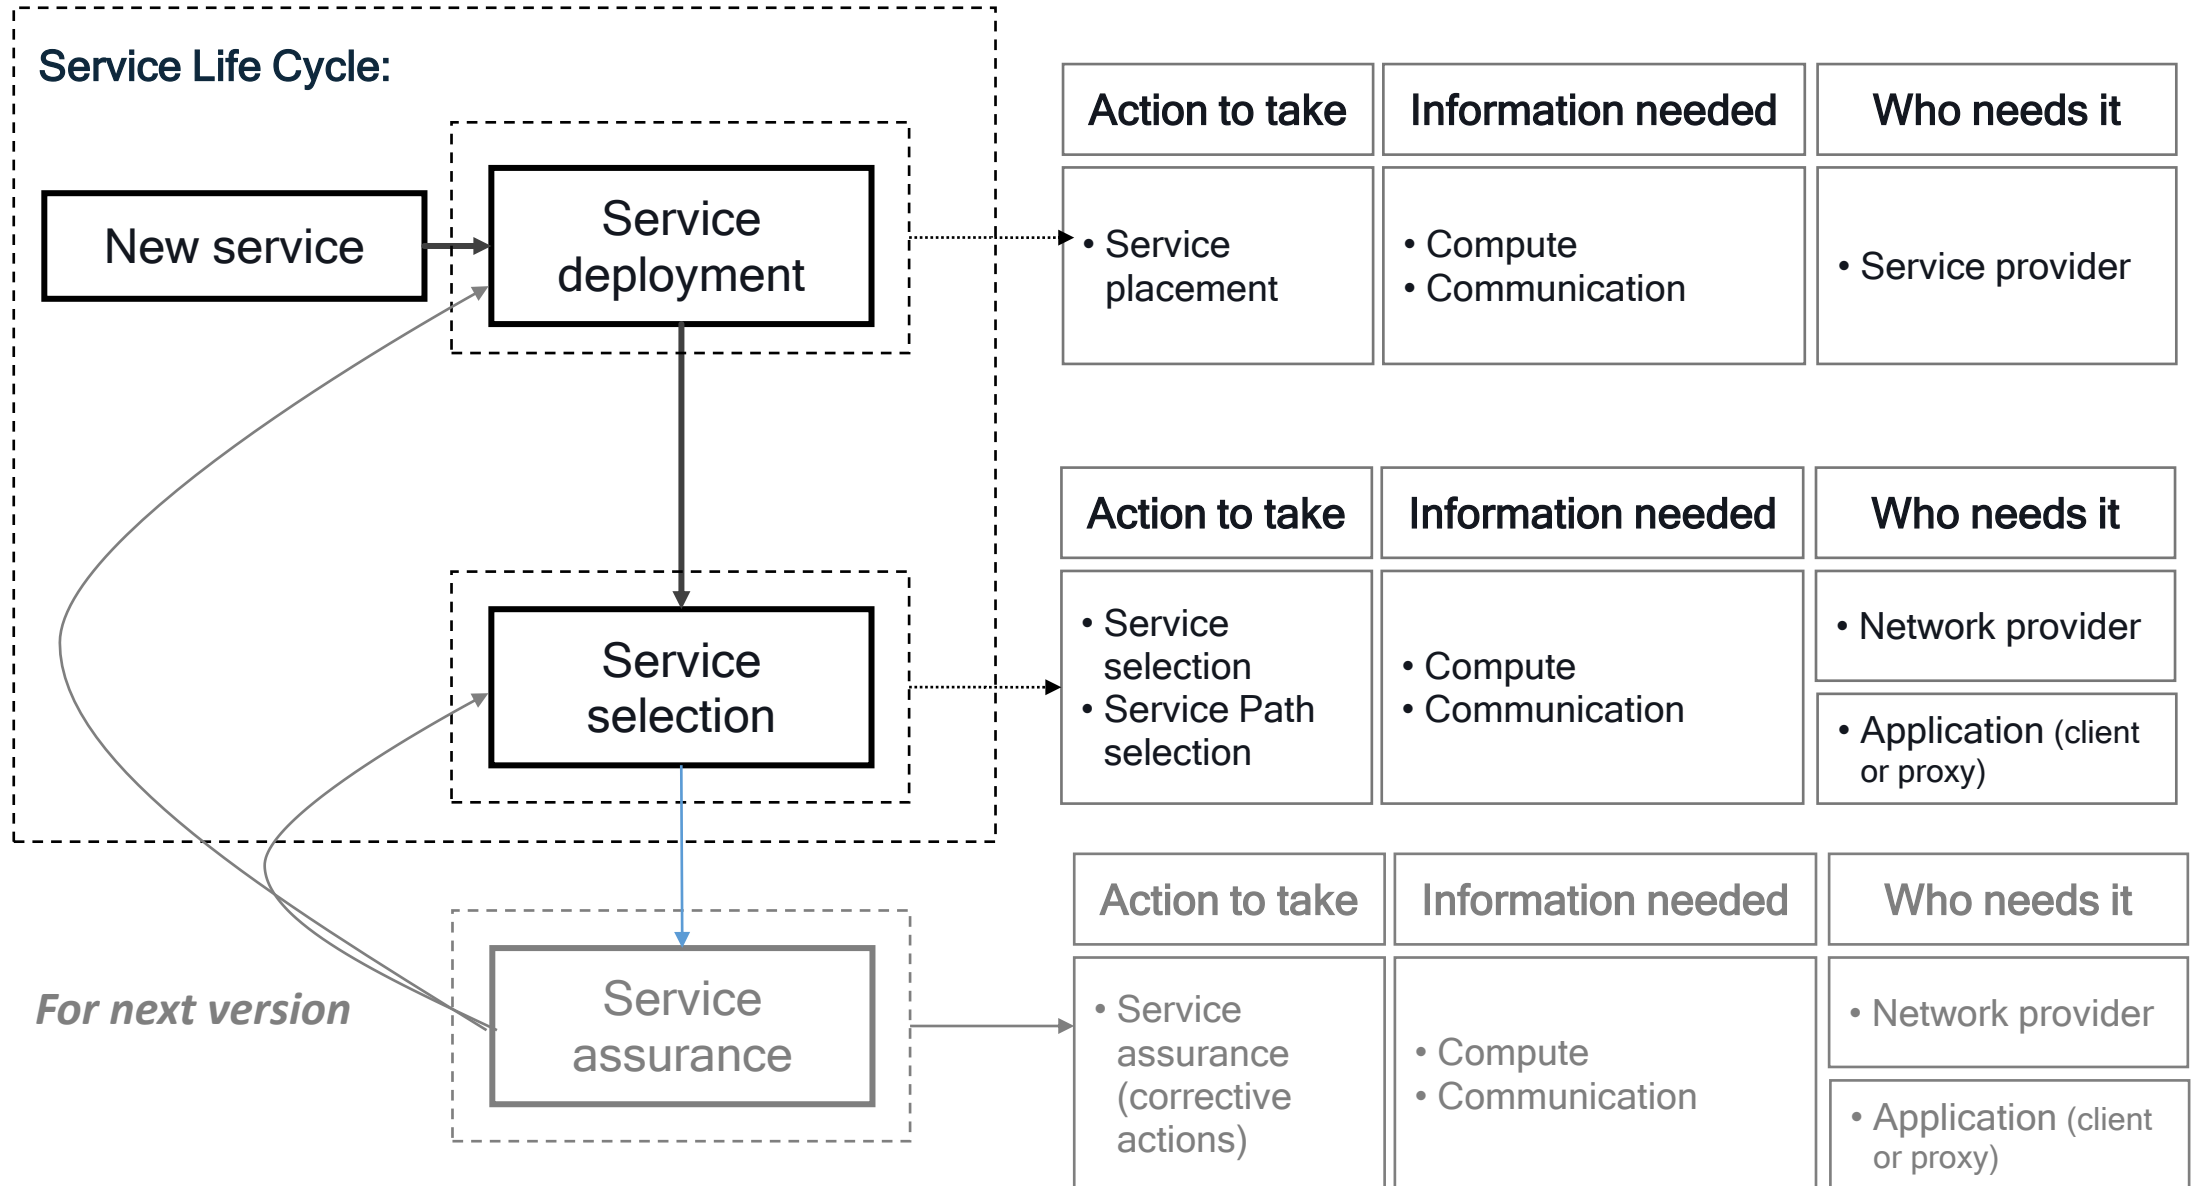 Service Life Cycle:
New service
Service
deployment
Action to take
Information needed
Who needs it
• Service
placement
• Compute
• Communication
• Service provider
Service
selection
Action to take
Information needed
Who needs it
• Service
selection
• Service Path
selection
• Compute
• Communication
• Network provider
• Application (client
or proxy)
For next version
Service
assurance
Action to take
Information needed
Who needs it
• Service
assurance
(corrective
actions)
• Compute
• Communication
• Network provider
• Application (client
or proxy)